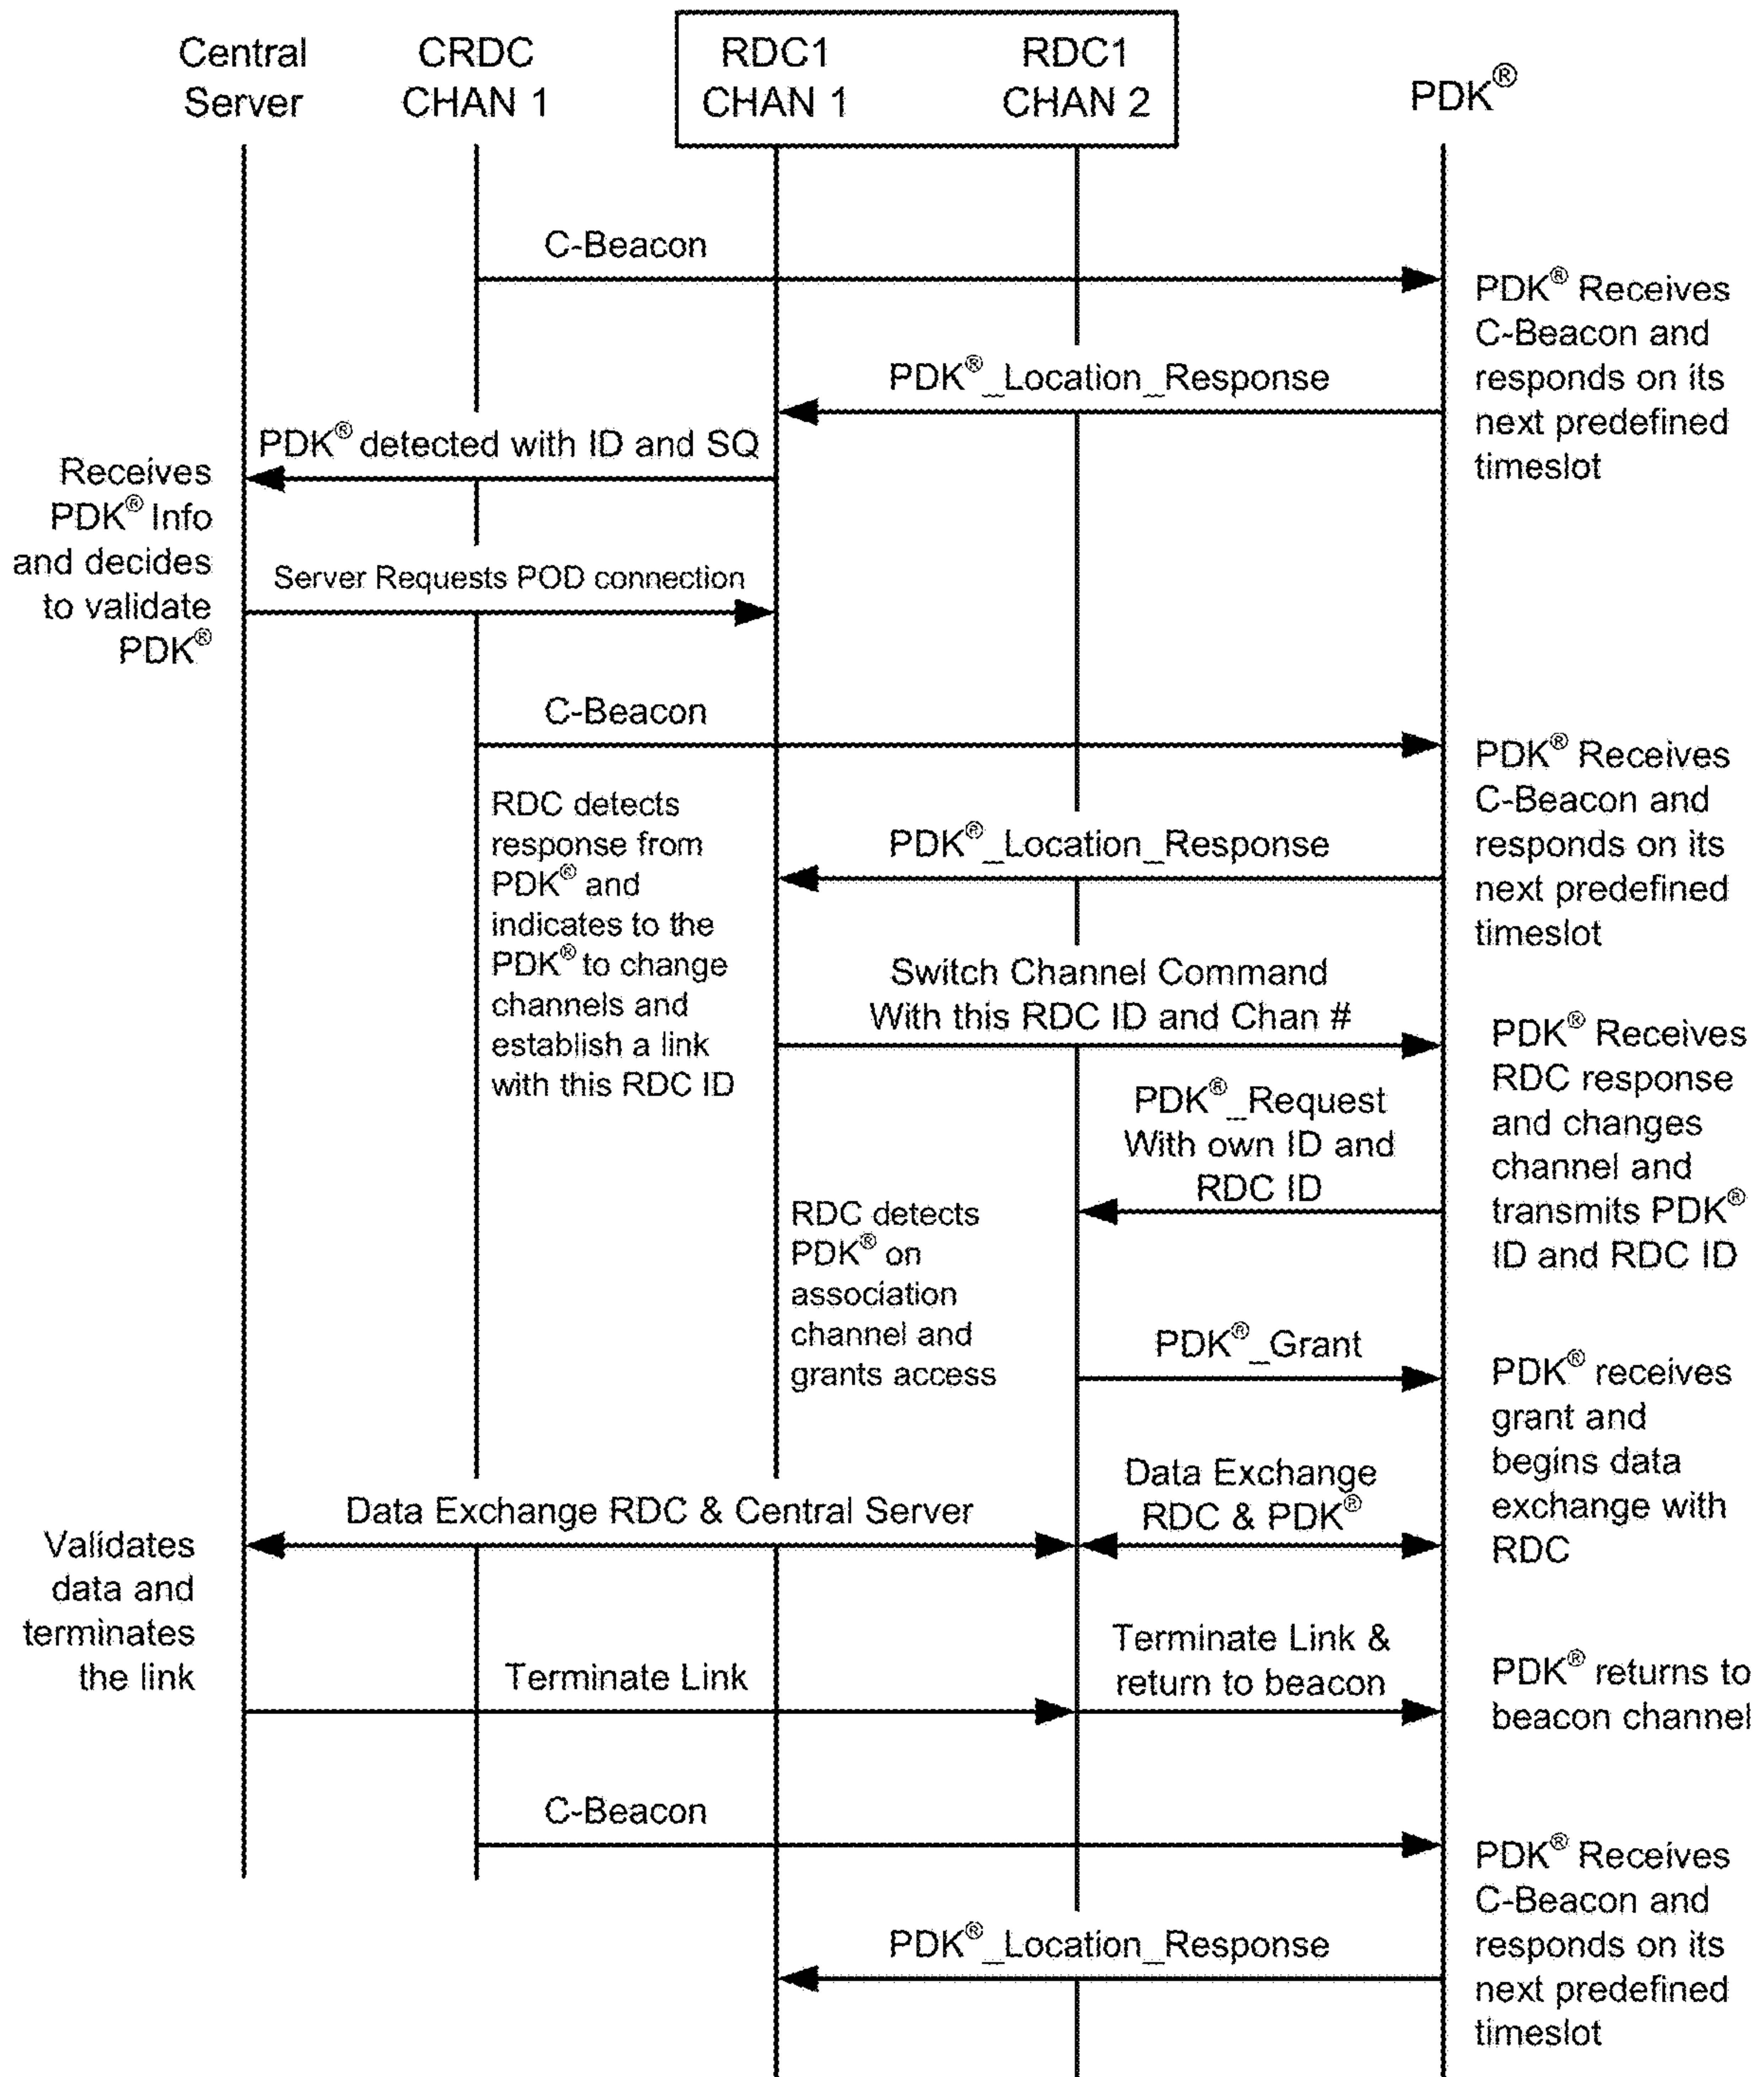 Central
Server
CRDC
CHAN 1
RDC1
CHAN 1
RDC1
CHAN 2
PDK®
C-Beacon
PDK® Receives
C-Beacon and
responds on its
next predefined
timeslot
PDK®_Location_Response
PDK® detected with ID and SQ
Receives
PDK® Info
and decides
to validate
PDK®
Server Requests POD connection
C-Beacon
PDK® Receives
C-Beacon and
responds on its
next predefined
timeslot
RDC detects
response from
PDK® and
indicates to the
PDK® to change
channels and
establish a link
with this RDC ID
PDK®_Location_Response
Switch Channel Command
With this RDC ID and Chan #
PDK® Receives
RDC response
and changes
channel and
transmits PDK®
ID and RDC ID
PDK®_Request
With own ID and
RDC ID
RDC detects
PDK® on
association
channel and
grants access
PDK®_Grant
PDK® receives
grant and
begins data
exchange with
RDC
Data Exchange RDC & Central Server
Data Exchange
RDC & PDK®
Validates
data and
terminates
the link
Terminate Link
Terminate Link &
return to beacon
PDK® returns to
beacon channel
C-Beacon
PDK® Receives
C-Beacon and
responds on its
next predefined
timeslot
PDK®_Location_Response